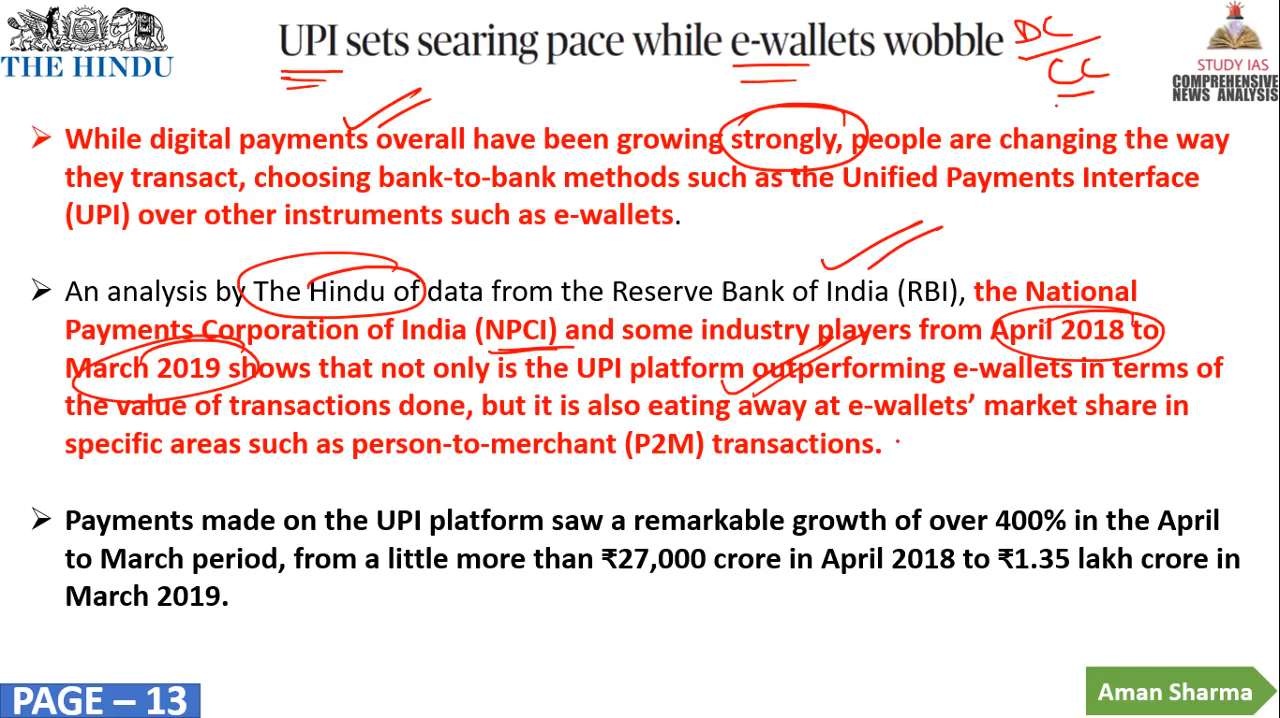 THE HINDU
UPI sets searing pace while e-wallets wobble
DC
CC
STUDY IAS
COMPREHENSIVE
NEWS ANALYSIS
➤ While digital payments overall have been growing strongly, people are changing the way
they transact, choosing bank-to-bank methods such as the Unified Payments Interface
(UPI) over other instruments such as e-wallets.
➤ An analysis by The Hindu of data from the Reserve Bank of India (RBI), the National
Payments Corporation of India (NPCI) and some industry players from April 2018 to
March 2019 shows that not only is the UPI platform outperforming e-wallets in terms of
the value of transactions done, but it is also eating away at e-wallets’ market share in
specific areas such as person-to-merchant (P2M) transactions.
➤ Payments made on the UPI platform saw a remarkable growth of over 400% in the April
to March period, from a little more than ₹27,000 crore in April 2018 to ₹1.35 lakh crore in
March 2019.
PAGE – 13
Aman Sharma